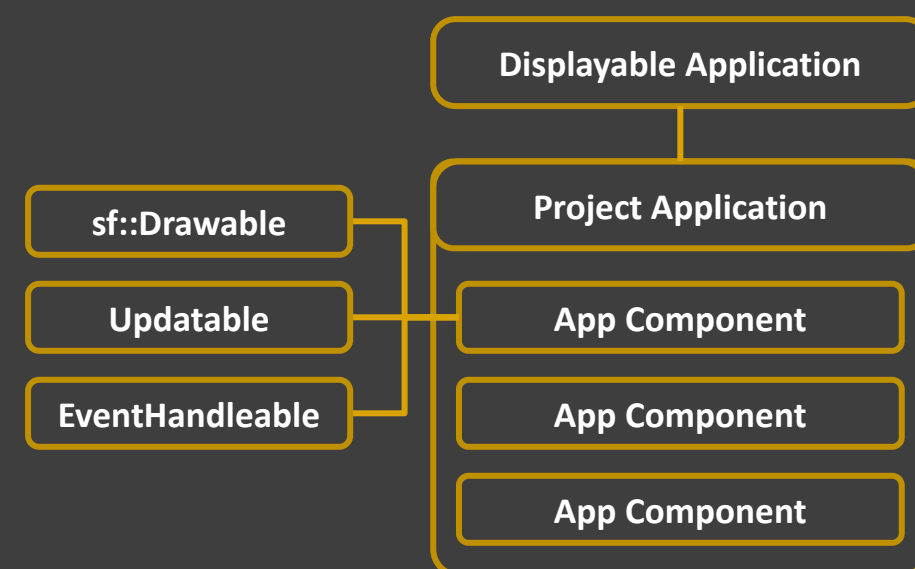 Displayable Application
Project Application
sf::Drawable
Updatable
EventHandleable
App Component
App Component
App Component